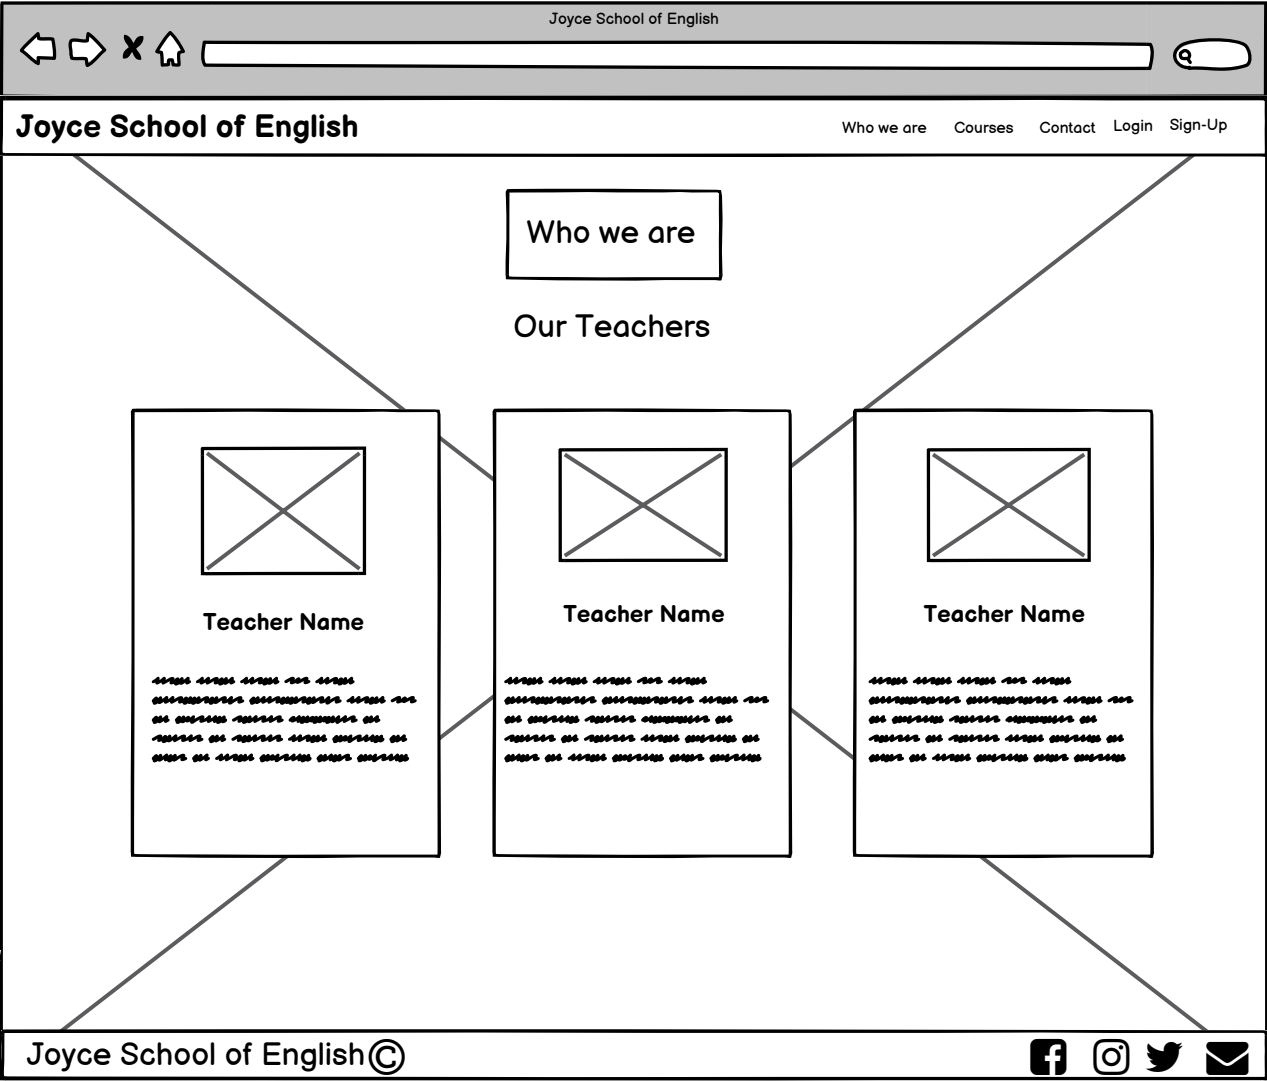 Joyce School of English
Joyce School of English
Who we are
Courses
Contact
Login
Sign-Up
Who we are
Our Teachers
Teacher Name
Teacher Name
Teacher Name
Joyce School of English©